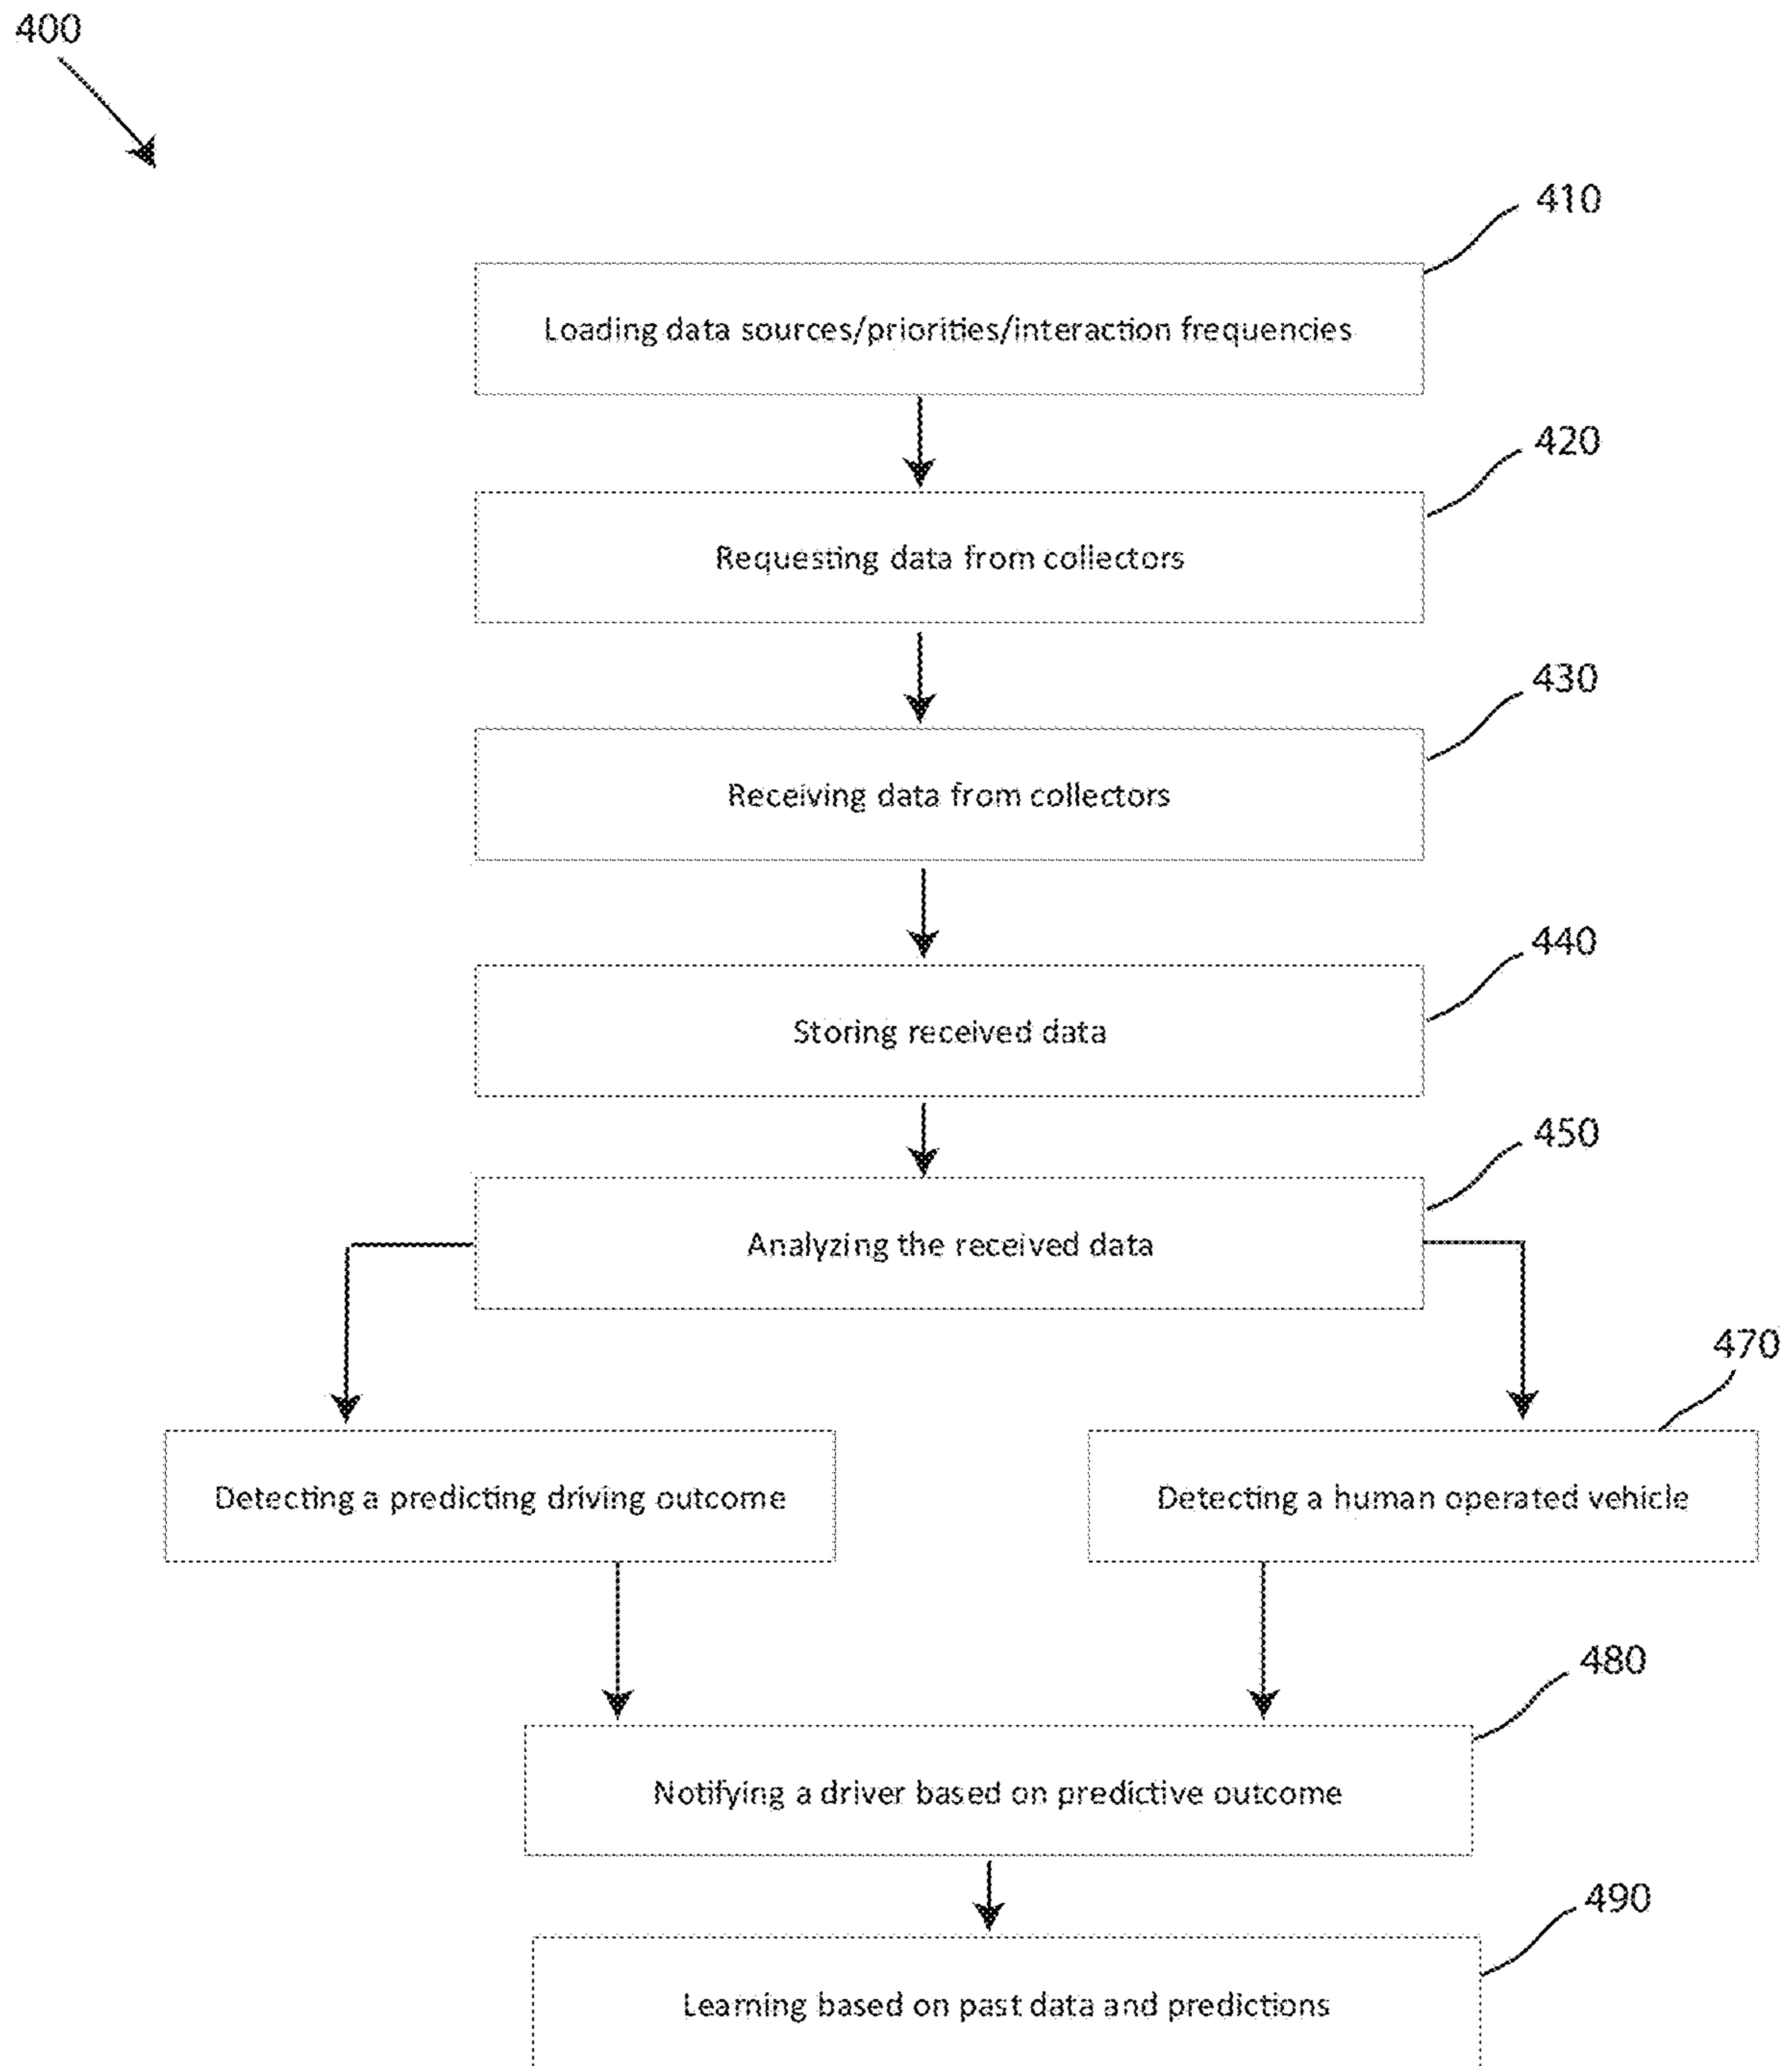 400
410
Loading data sources/priorities/interaction frequencies
420
Requesting data from collectors
430
Receiving data from collectors
440
Storing received data
450
Analyzing the received data
470
Detecting a predicting driving outcome
Detecting a human operated vehicle
480
Notifying a driver based on predictive outcome
490
Learning based on past data and predictions